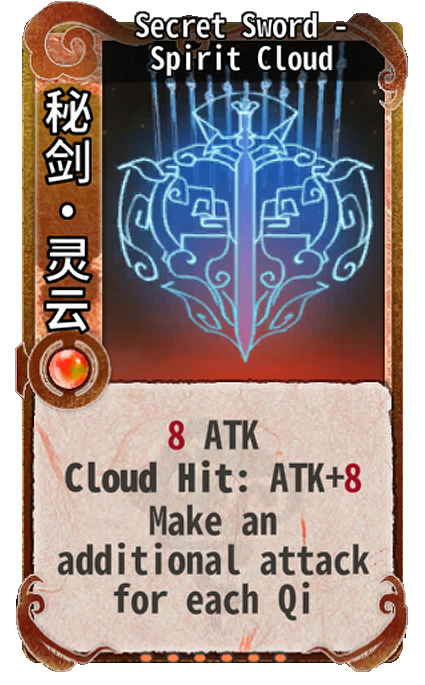 Secret Sword -
Spirit Cloud
秘剑·灵云
8 ATK
Cloud Hit: ATK+8
Make an
additional attack
for each Qi